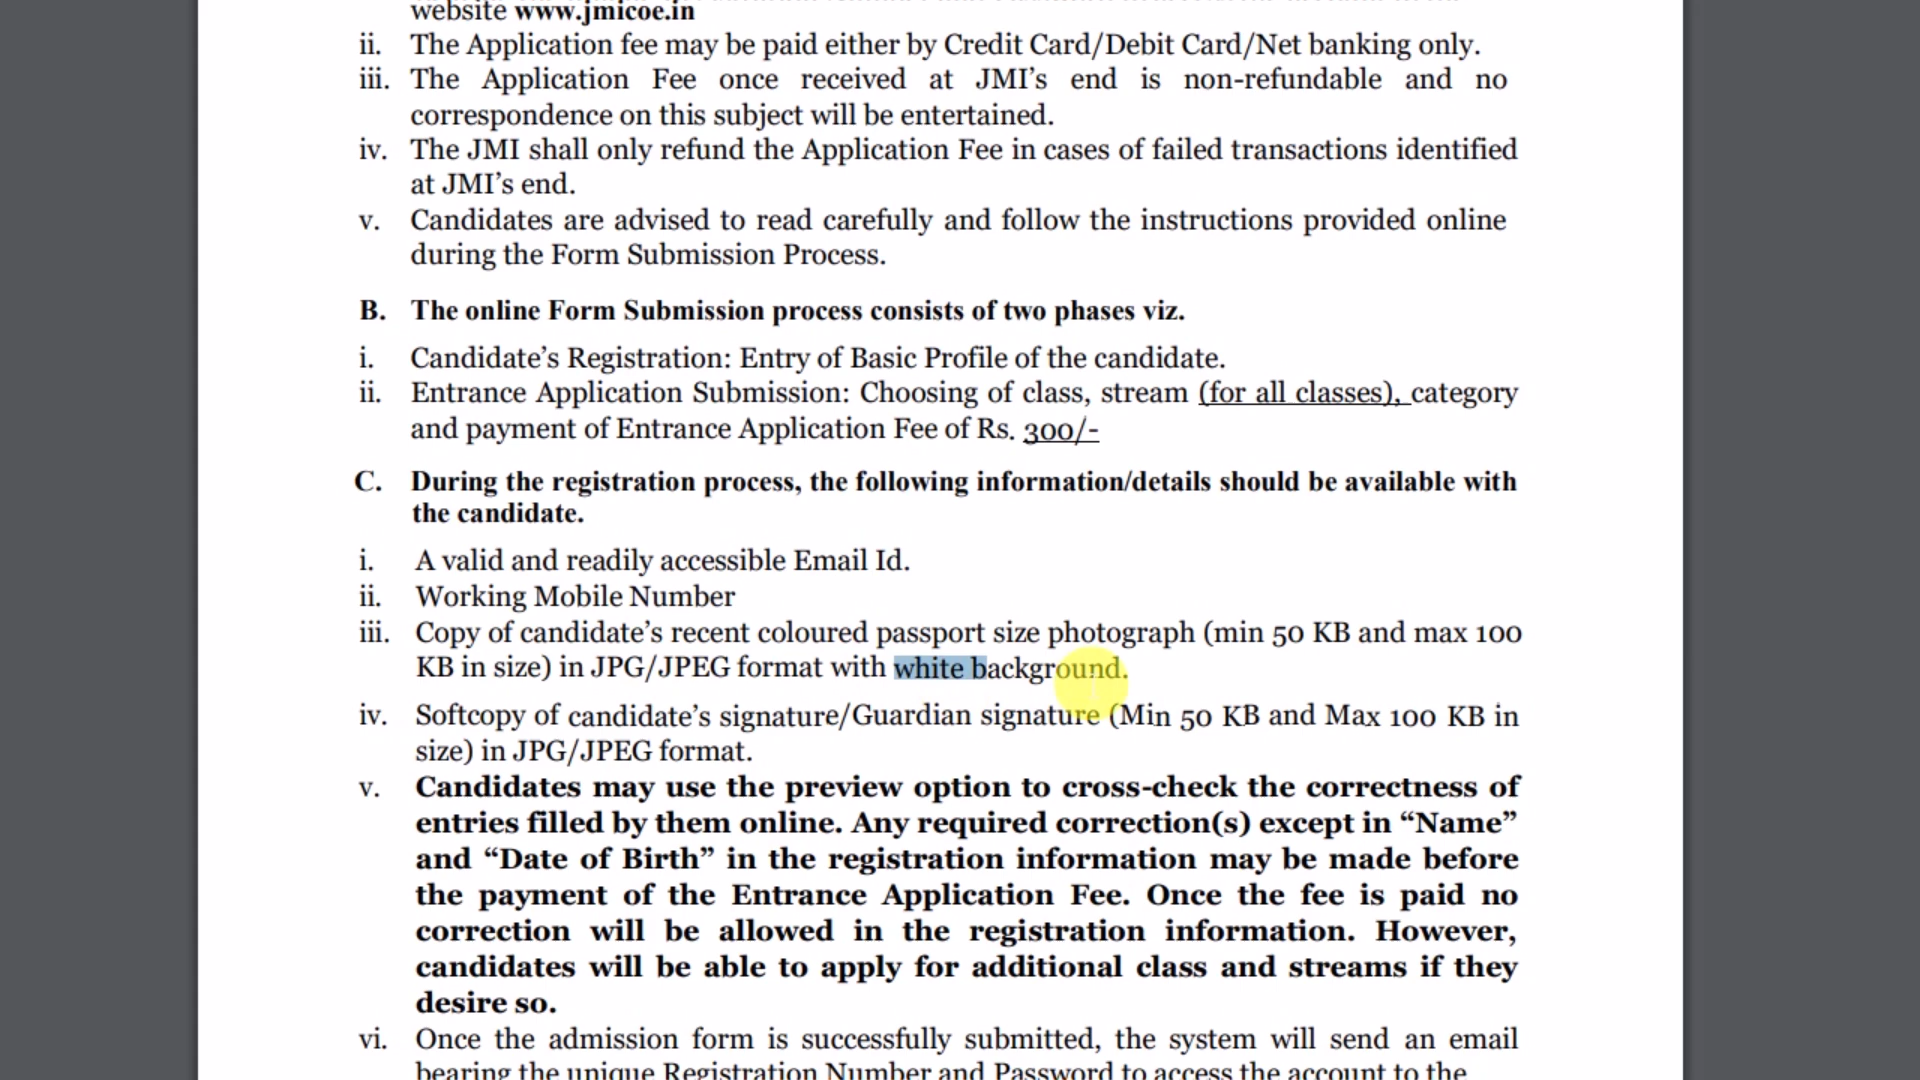 website www.jmicoe.in
ii. The Application fee may be paid either by Credit Card/Debit Card/Net banking only.
iii. The Application Fee once received at JMI’s end is non-refundable and no
correspondence on this subject will be entertained.
iv. The JMI shall only refund the Application Fee in cases of failed transactions identified
at JMI’s end.
v. Candidates are advised to read carefully and follow the instructions provided online
during the Form Submission Process.
B. The online Form Submission process consists of two phases viz.
i. Candidate’s Registration: Entry of Basic Profile of the candidate.
ii. Entrance Application Submission: Choosing of class, stream (for all classes), category
and payment of Entrance Application Fee of Rs. 300/-
C. During the registration process, the following information/details should be available with
the candidate.
i. A valid and readily accessible Email Id.
ii. Working Mobile Number
iii. Copy of candidate’s recent coloured passport size photograph (min 50 KB and max 100
KB in size) in JPG/JPEG format with white background.
iv. Softcopy of candidate’s signature/Guardian signature (Min 50 KB and Max 100 KB in
size) in JPG/JPEG format.
v. Candidates may use the preview option to cross-check the correctness of
entries filled by them online. Any required correction(s) except in “Name”
and “Date of Birth” in the registration information may be made before
the payment of the Entrance Application Fee. Once the fee is paid no
correction will be allowed in the registration information. However,
candidates will be able to apply for additional class and streams if they
desire so.
vi. Once the admission form is successfully submitted, the system will send an email
bearing the unique Registration Number and Password to access the account to the